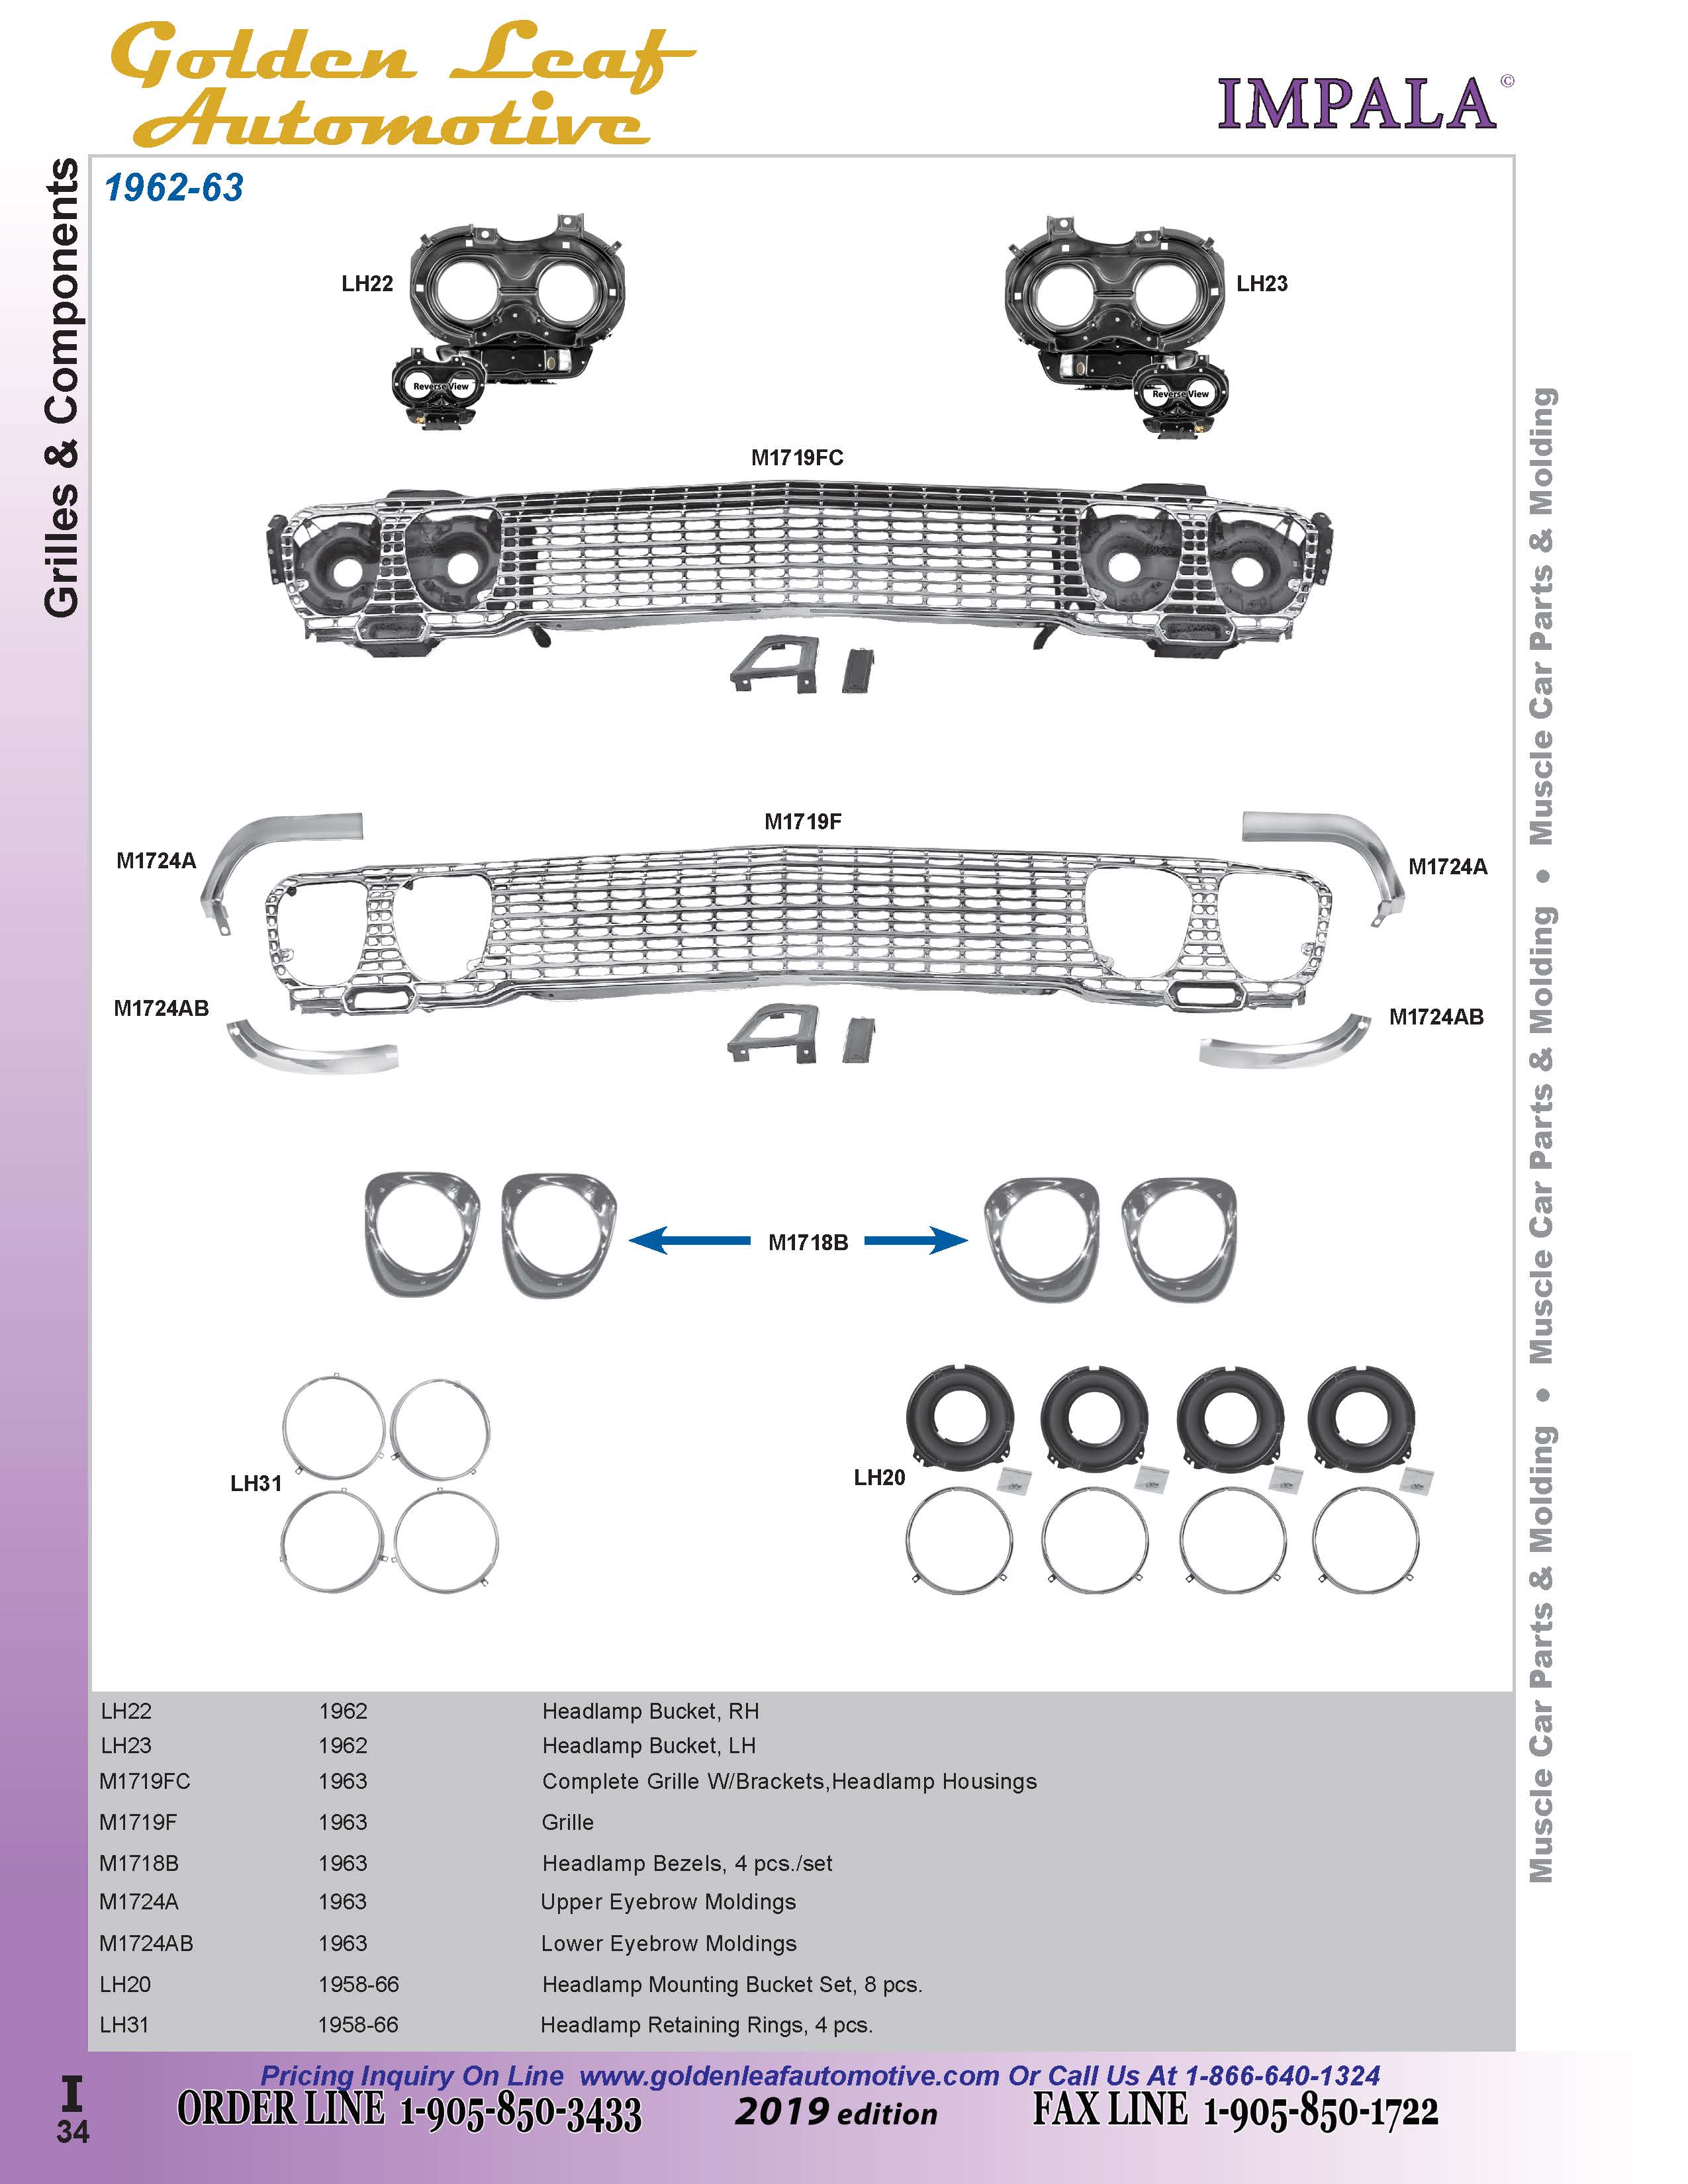 Golden Leaf
Automotive
IMPALA©
Grilles & Components
1962-63
LH22
LH23
Reverse View
Reverse View
M1719FC
M1719F
M1724A
M1724A
M1724AB
M1724AB
M1718B
LH31
LH20
LH22 1962 Headlamp Bucket, RH
LH23 1962 Headlamp Bucket, LH
M1719FC 1963 Complete Grille W/Brackets,Headlamp Housings
M1719F 1963 Grille
M1718B 1963 Headlamp Bezels, 4 pcs./set
M1724A 1963 Upper Eyebrow Moldings
M1724AB 1963 Lower Eyebrow Moldings
LH20 1958-66 Headlamp Mounting Bucket Set, 8 pcs.
LH31 1958-66 Headlamp Retaining Rings, 4 pcs.
Muscle Car Parts & Molding • Muscle Car Parts & Molding • Muscle Car Parts & Molding
Pricing Inquiry On Line www.goldenleafautomotive.com Or Call Us At 1-866-640-1324
ORDER LINE 1-905-850-3433 2019 edition FAX LINE 1-905-850-1722
I
34